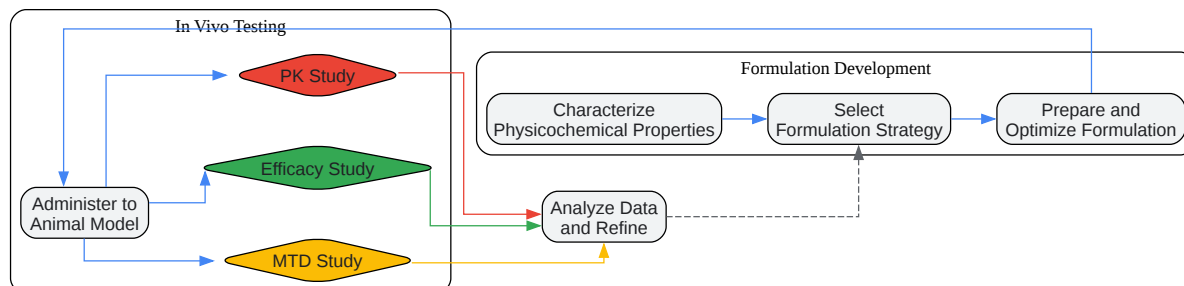 In Vivo Testing
PK Study
Efficacy Study
Administer to
Animal Model
MTD Study
Formulation Development
Characterize
Physicochemical Properties
Select
Formulation Strategy
Prepare and
Optimize Formulation
Analyze Data
and Refine